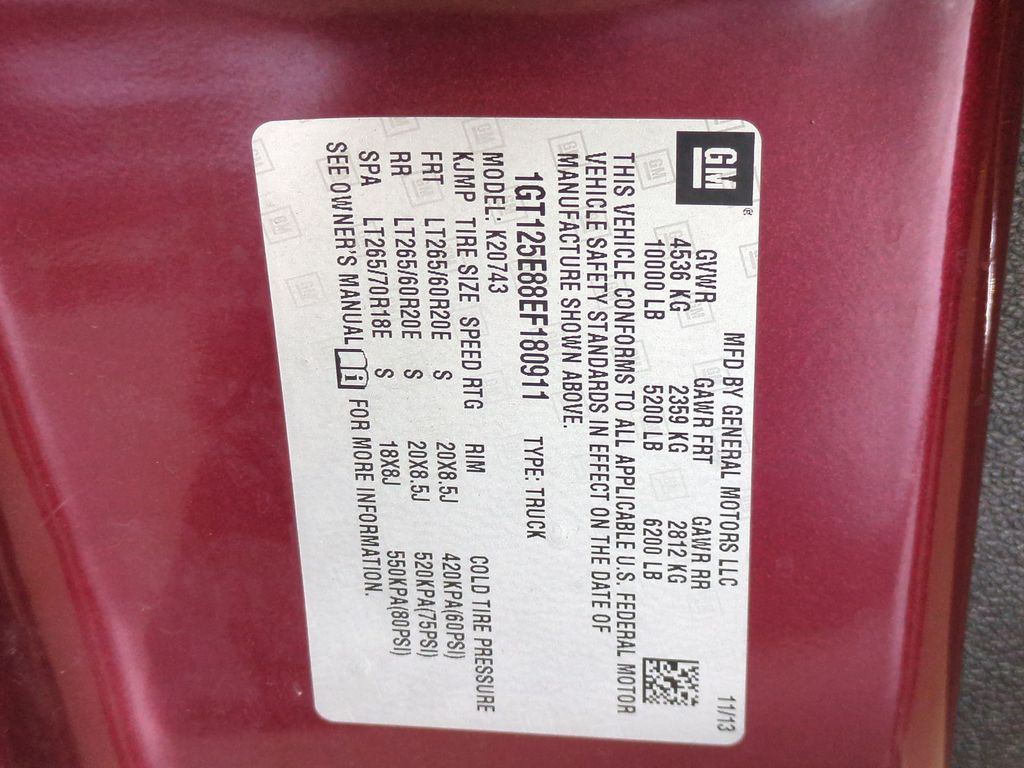 GM®
MFD BY GENERAL MOTORS LLC 11/13
GVWR GAWR FRT GAWR RR
4536 KG 2359 KG 2812 KG
10000 LB 5200 LB 6200 LB
THIS VEHICLE CONFORMS TO ALL APPLICABLE U.S. FEDERAL MOTOR
VEHICLE SAFETY STANDARDS IN EFFECT ON THE DATE OF
MANUFACTURE SHOWN ABOVE.
1GT125E88EF180911 TYPE: TRUCK
MODEL: K20743
KJMP TIRE SIZE SPEED RTG RIM COLD TIRE PRESSURE
FRT LT265/60R20E S 20X8.5J 420KPA(60PSI)
RR LT265/60R20E S 20X8.5J 520KPA(75PSI)
SPA LT265/70R18E S 18X8J 550KPA(80PSI)
SEE OWNER'S MANUAL FOR MORE INFORMATION.